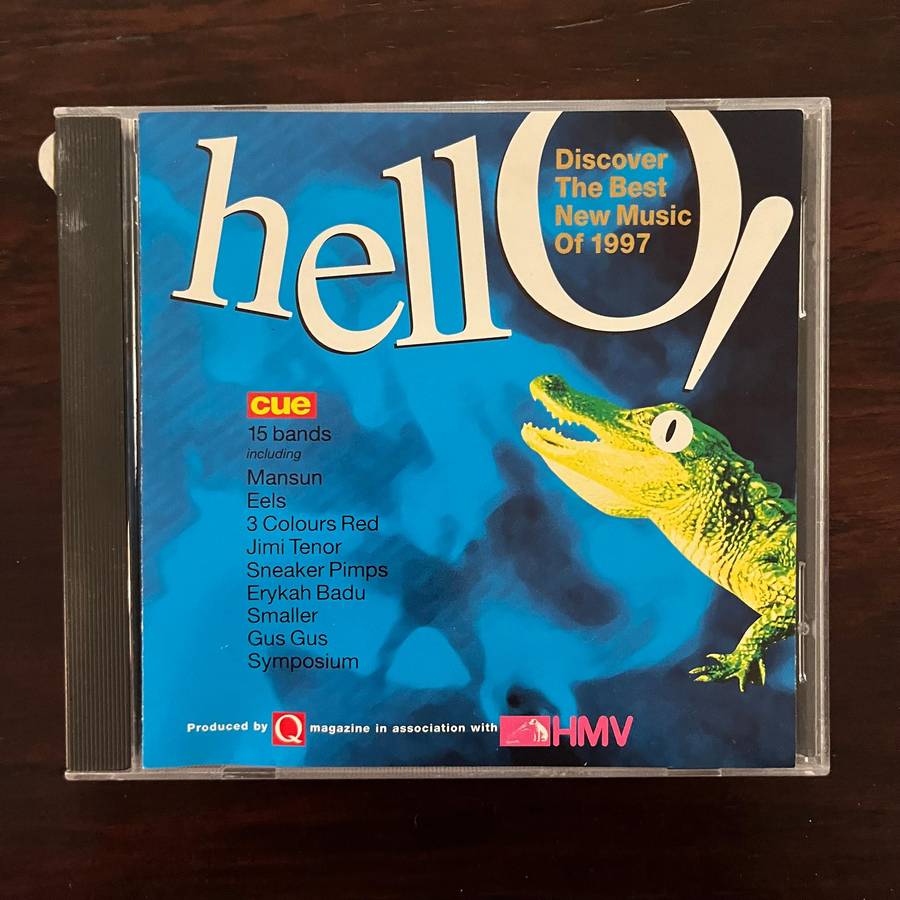 hellO!
Discover
The Best
New Music
Of 1997
cue
15 bands
including
Mansun
Eels
3 Colours Red
Jimi Tenor
Sneaker Pimps
Erykah Badu
Smaller
Gus Gus
Symposium
Produced by Q magazine in association with HMV